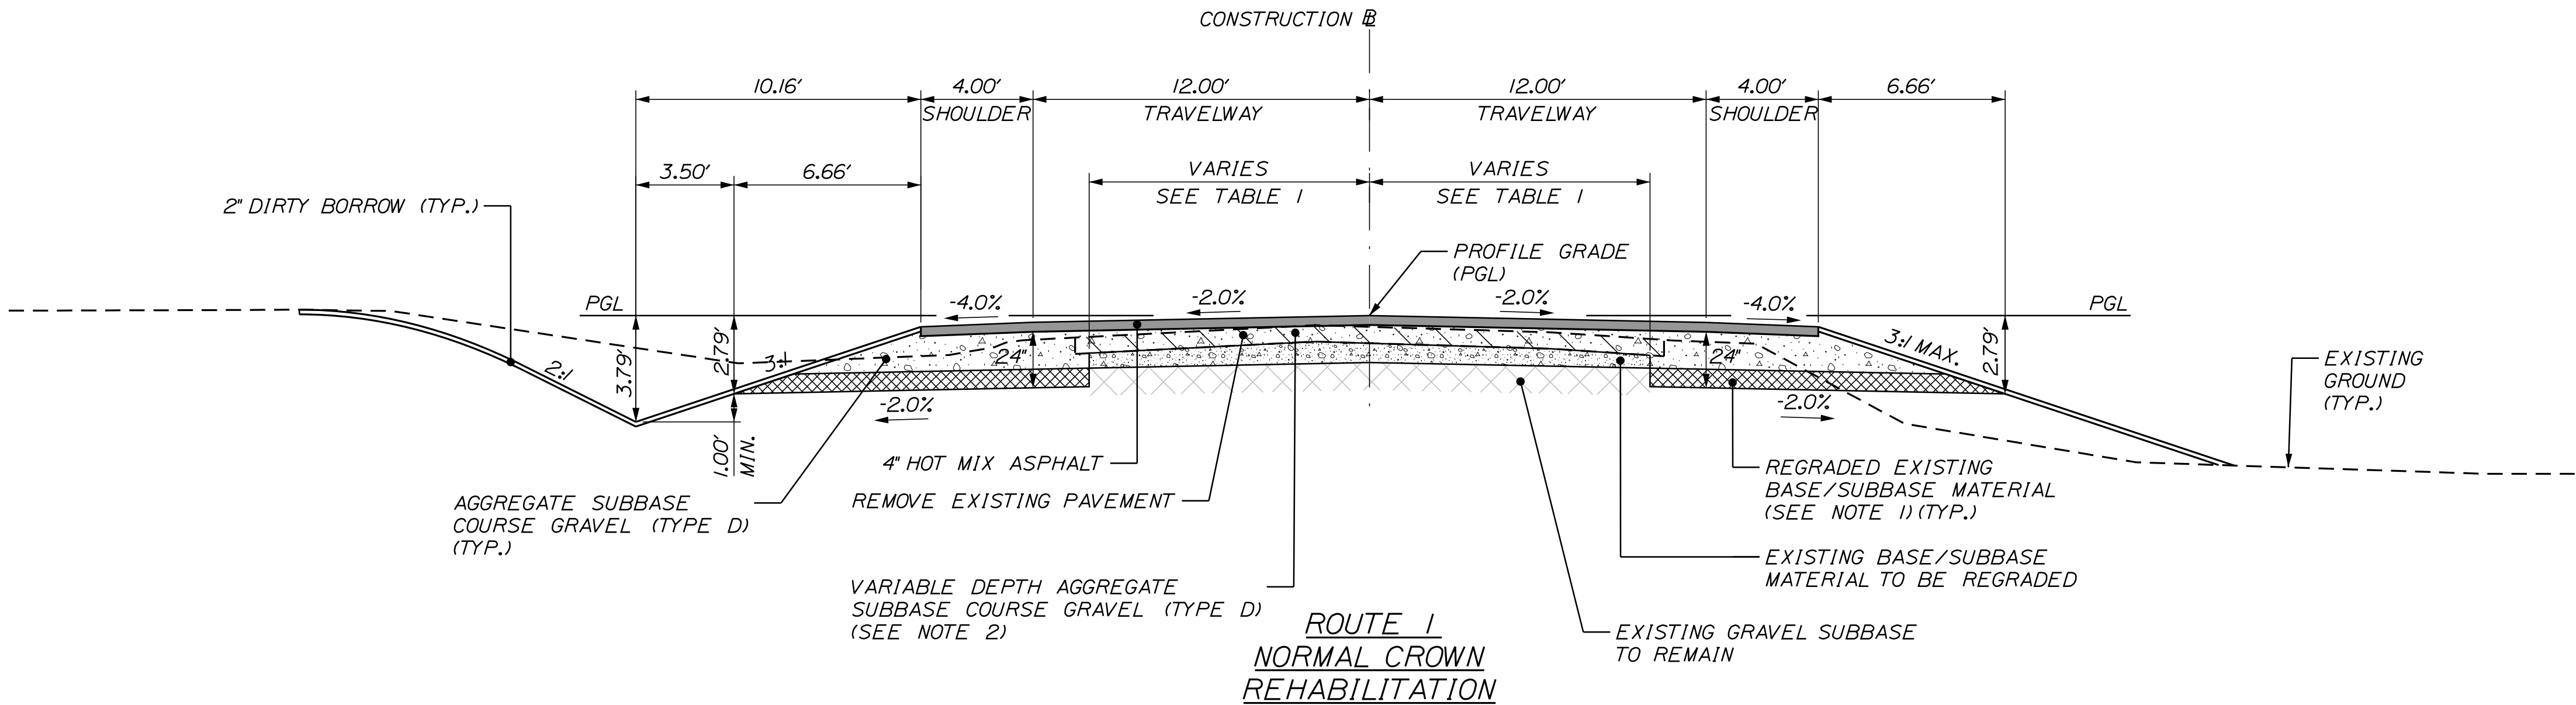 CONSTRUCTION ℄
10.16'
4.00'
12.00'
12.00'
4.00'
6.66'
SHOULDER
TRAVELWAY
TRAVELWAY
SHOULDER
3.50'
6.66'
VARIES
SEE TABLE 1
VARIES
SEE TABLE 1
2" DIRTY BORROW (TYP.)
PROFILE GRADE
(PGL)
PGL
-4.0%
-2.0%
-2.0%
-4.0%
PGL
3.79'
2.79'
3:1
24"
24"
3:1 MAX.
2.79'
2:1
-2.0%
-2.0%
1.00'
MIN.
EXISTING
GROUND
(TYP.)
4" HOT MIX ASPHALT
REMOVE EXISTING PAVEMENT
AGGREGATE SUBBASE
COURSE GRAVEL (TYPE D)
(TYP.)
VARIABLE DEPTH AGGREGATE
SUBBASE COURSE GRAVEL (TYPE D)
(SEE NOTE 2)
REGRADED EXISTING
BASE/SUBBASE MATERIAL
(SEE NOTE 1) (TYP.)
EXISTING BASE/SUBBASE
MATERIAL TO BE REGRADED
EXISTING GRAVEL SUBBASE
TO REMAIN
ROUTE 1
NORMAL CROWN
REHABILITATION